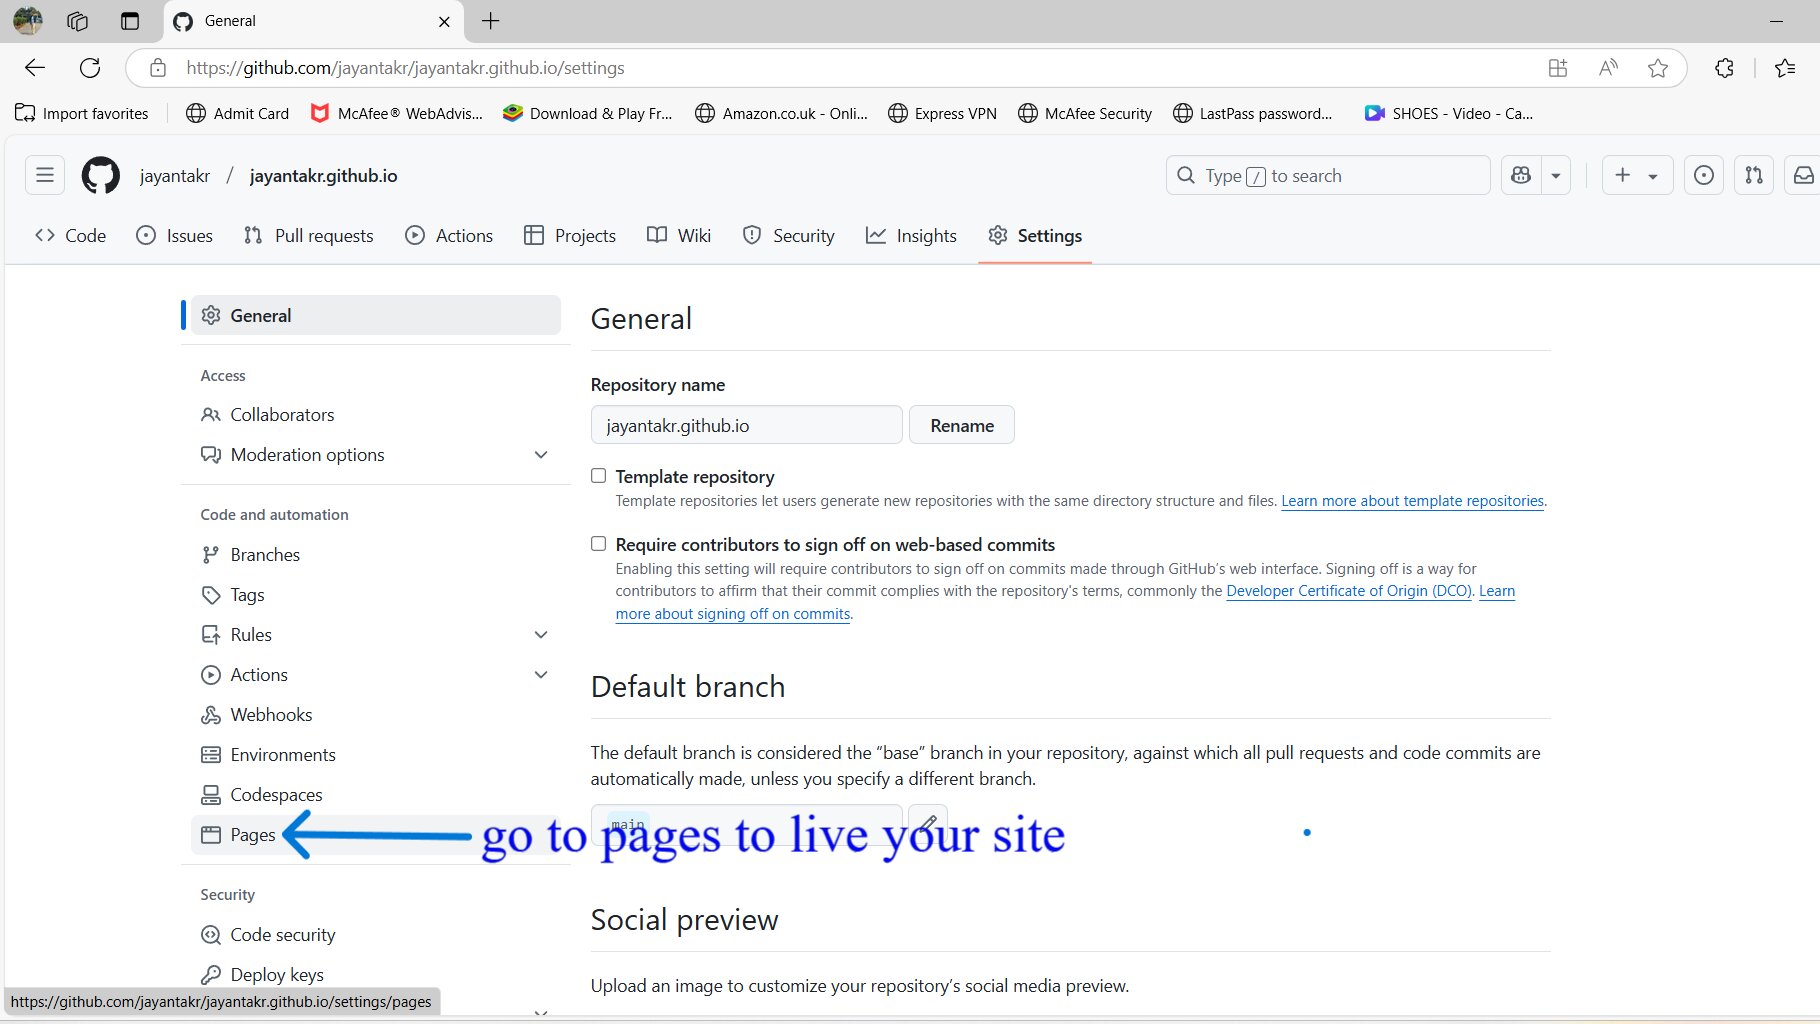 General
https://github.com/jayantakr/jayantakr.github.io/settings
Import favorites
Admit Card
McAfee® WebAdvis...
Download & Play Fr...
Amazon.co.uk - Onli...
Express VPN
McAfee Security
LastPass password...
SHOES - Video - Ca...
jayantakr / jayantakr.github.io
Type / to search
Code
Issues
Pull requests
Actions
Projects
Wiki
Security
Insights
Settings
General
Access
Collaborators
Moderation options
Code and automation
Branches
Tags
Rules
Actions
Webhooks
Environments
Codespaces
Pages
go to pages to live your site
Security
Code security
Deploy keys
https://github.com/jayantakr/jayantakr.github.io/settings/pages
General
Repository name
jayantakr.github.io
Rename
Template repository
Template repositories let users generate new repositories with the same directory structure and files. Learn more about template repositories.
Require contributors to sign off on web-based commits
Enabling this setting will require contributors to sign off on commits made through GitHub's web interface. Signing off is a way for
contributors to affirm that their commit complies with the repository's terms, commonly the Developer Certificate of Origin (DCO). Learn
more about signing off on commits.
Default branch
The default branch is considered the “base” branch in your repository, against which all pull requests and code commits are
automatically made, unless you specify a different branch.
main
Social preview
Upload an image to customize your repository’s social media preview.